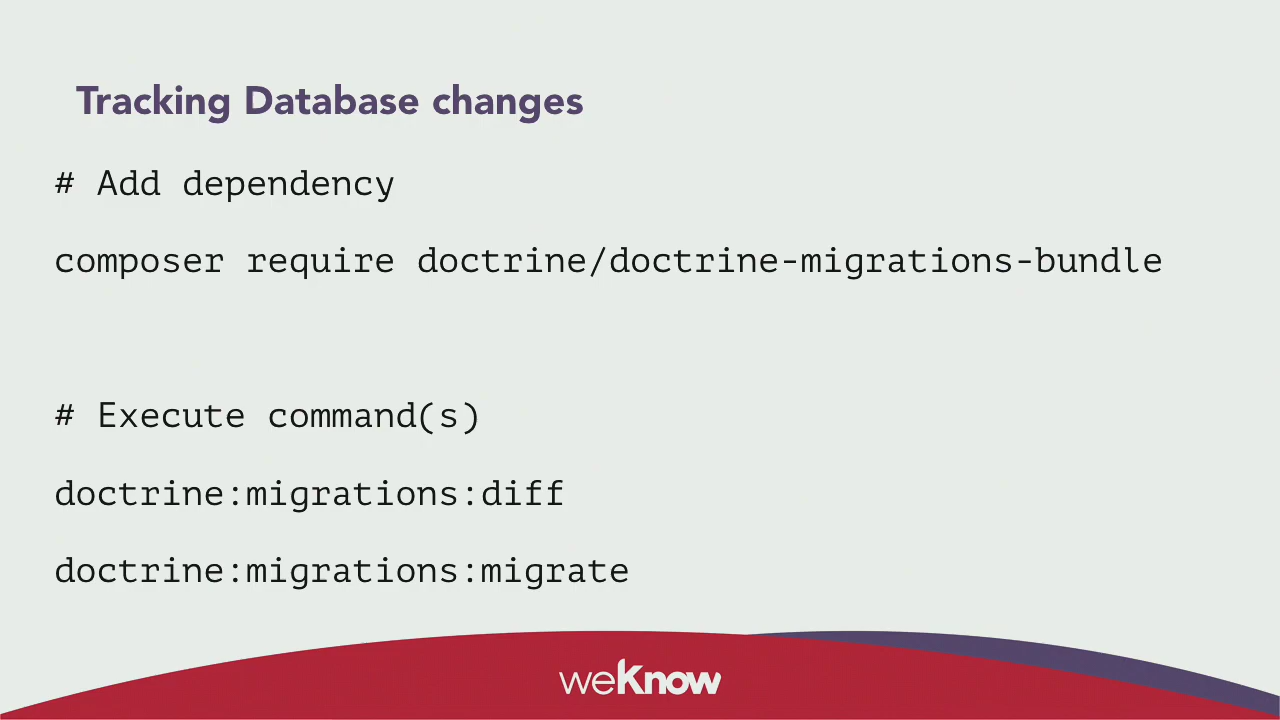 Tracking Database changes
# Add dependency
composer require doctrine/doctrine-migrations-bundle
# Execute command(s)
doctrine:migrations:diff
doctrine:migrations:migrate
weKnow